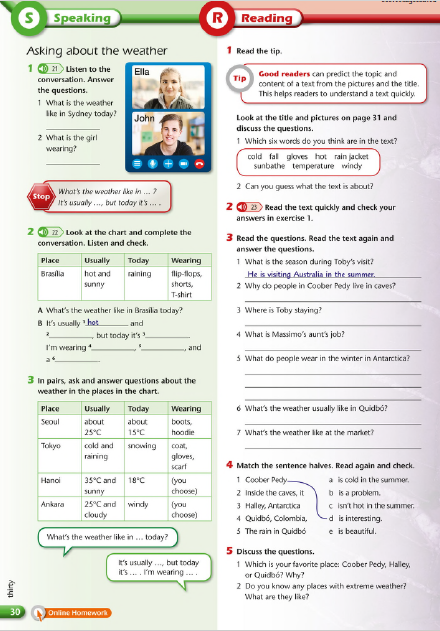 S Speaking
Asking about the weather
1 21 Listen to the
conversation. Answer
the questions.
1 What is the weather
like in Sydney today?
2 What is the girl
wearing?
Ella
John
Stop
What's the weather like in ... ?
It's usually ..., but today it's ... .
2 22 Look at the chart and complete the
conversation. Listen and check.
Place Usually Today Wearing
Brasília hot and raining flip-flops,
sunny shorts,
T-shirt
A What's the weather like in Brasília today?
B It's usually 1 hot and
2 , but today it's 3
I'm wearing 4 , 5 , and
a 6
3 In pairs, ask and answer questions about the
weather in the places in the chart.
Place Usually Today Wearing
Seoul about about boots,
25°C 15°C hoodie
Tokyo cold and snowing coat,
raining gloves,
scarf
Hanoi 35°C and 18°C (you
sunny choose)
Ankara 25°C and windy (you
cloudy choose)
What's the weather like in ... today?
It's usually ..., but today
it's ... . I'm wearing ... .
thirty
30 Online Homework
R Reading
1 Read the tip.
Tip
Good readers can predict the topic and
content of a text from the pictures and the title.
This helps readers to understand a text quickly.
Look at the title and pictures on page 31 and
discuss the questions.
1 Which six words do you think are in the text?
cold fall gloves hot rain jacket
sunbathe temperature windy
2 Can you guess what the text is about?
2 23 Read the text quickly and check your
answers in exercise 1.
3 Read the questions. Read the text again and
answer the questions.
1 What is the season during Toby's visit?
He is visiting Australia in the summer.
2 Why do people in Coober Pedy live in caves?
3 Where is Toby staying?
4 What is Massimo's aunt's job?
5 What do people wear in the winter in Antarctica?
6 What's the weather usually like in Quidbó?
7 What's the weather like at the market?
4 Match the sentence halves. Read again and check.
1 Coober Pedy a is cold in the summer.
2 Inside the caves, it b is a problem.
3 Halley, Antarctica c isn't hot in the summer.
4 Quidbó, Colombia, d is interesting.
5 The rain in Quidbó e is beautiful.
5 Discuss the questions.
1 Which is your favorite place: Coober Pedy, Halley,
or Quidbó? Why?
2 Do you know any places with extreme weather?
What are they like?